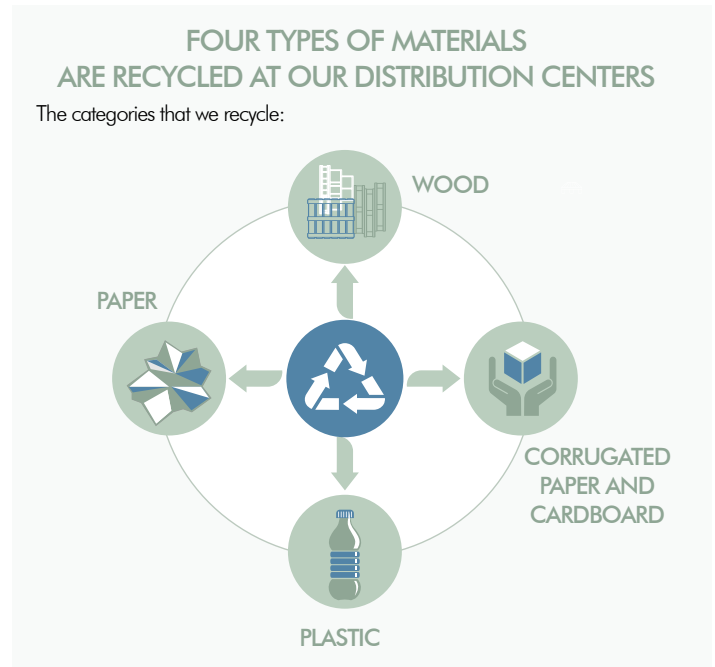 FOUR TYPES OF MATERIALS
ARE RECYCLED AT OUR DISTRIBUTION CENTERS
The categories that we recycle:
WOOD
PAPER
CORRUGATED
PAPER AND
CARDBOARD
PLASTIC